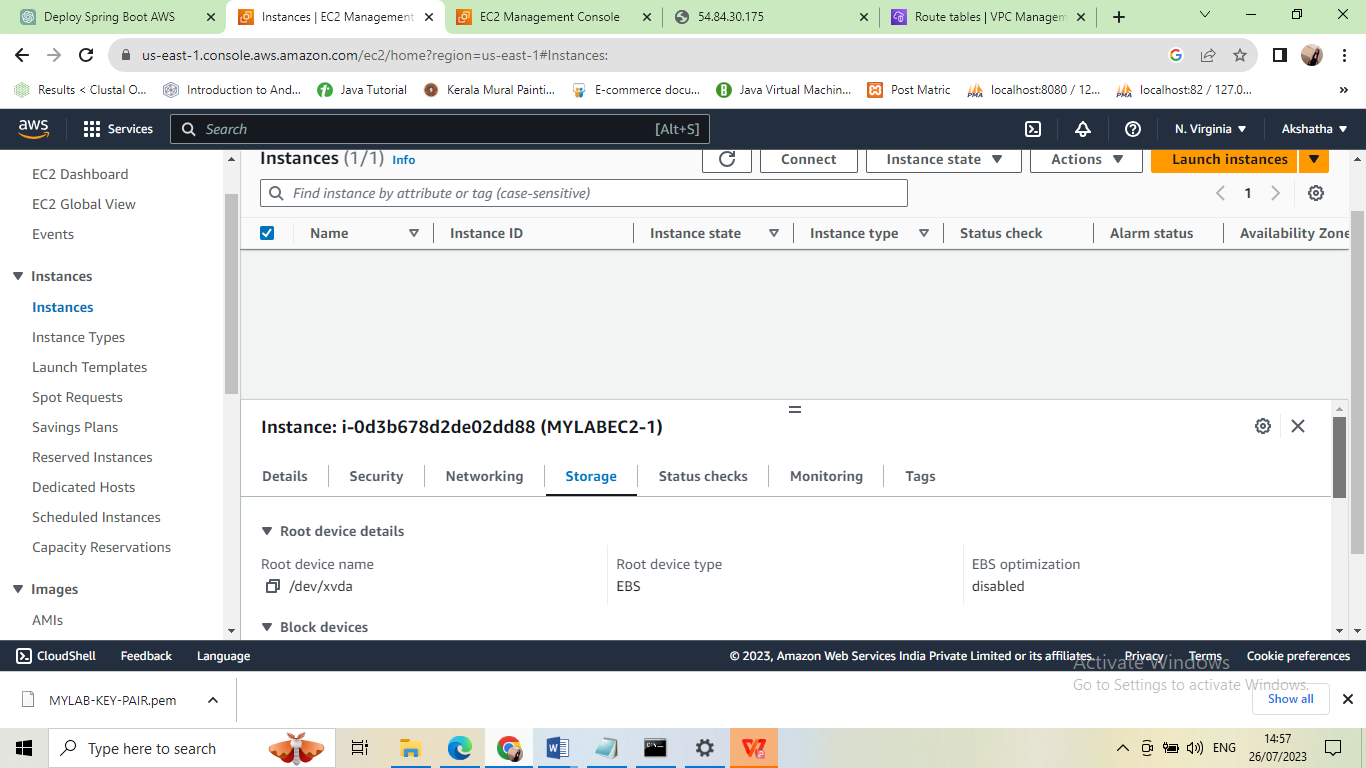 Deploy Spring Boot AWS
Instances | EC2 Management
EC2 Management Console
54.84.30.175
Route tables | VPC Managem
us-east-1.console.aws.amazon.com/ec2/home?region=us-east-1#Instances:
Results < Clustal O...
Introduction to And...
Java Tutorial
Kerala Mural Painti...
E-commerce docu...
Java Virtual Machin...
Post Matric
localhost:8080 / 12...
localhost:82 / 127.0...
»
aws
Services
Search
[Alt+S]
N. Virginia
Akshatha
EC2 Dashboard
EC2 Global View
Events
Instances
Instances
Instance Types
Launch Templates
Spot Requests
Savings Plans
Reserved Instances
Dedicated Hosts
Scheduled Instances
Capacity Reservations
Images
AMIs
Instances (1/1) Info
Connect
Instance state
Actions
Launch instances
Find instance by attribute or tag (case-sensitive)
1
Name
Instance ID
Instance state
Instance type
Status check
Alarm status
Availability Zone
Instance: i-0d3b678d2de02dd88 (MYLABEC2-1)
Details
Security
Networking
Storage
Status checks
Monitoring
Tags
Root device details
Root device name
/dev/xvda
Root device type
EBS
EBS optimization
disabled
Block devices
CloudShell
Feedback
Language
© 2023, Amazon Web Services India Private Limited or its affiliates.
Privacy
Terms
Cookie preferences
Activate Windows
Go to Settings to activate Windows.
MYLAB-KEY-PAIR.pem
Show all
Type here to search
ENG
14:57
26/07/2023